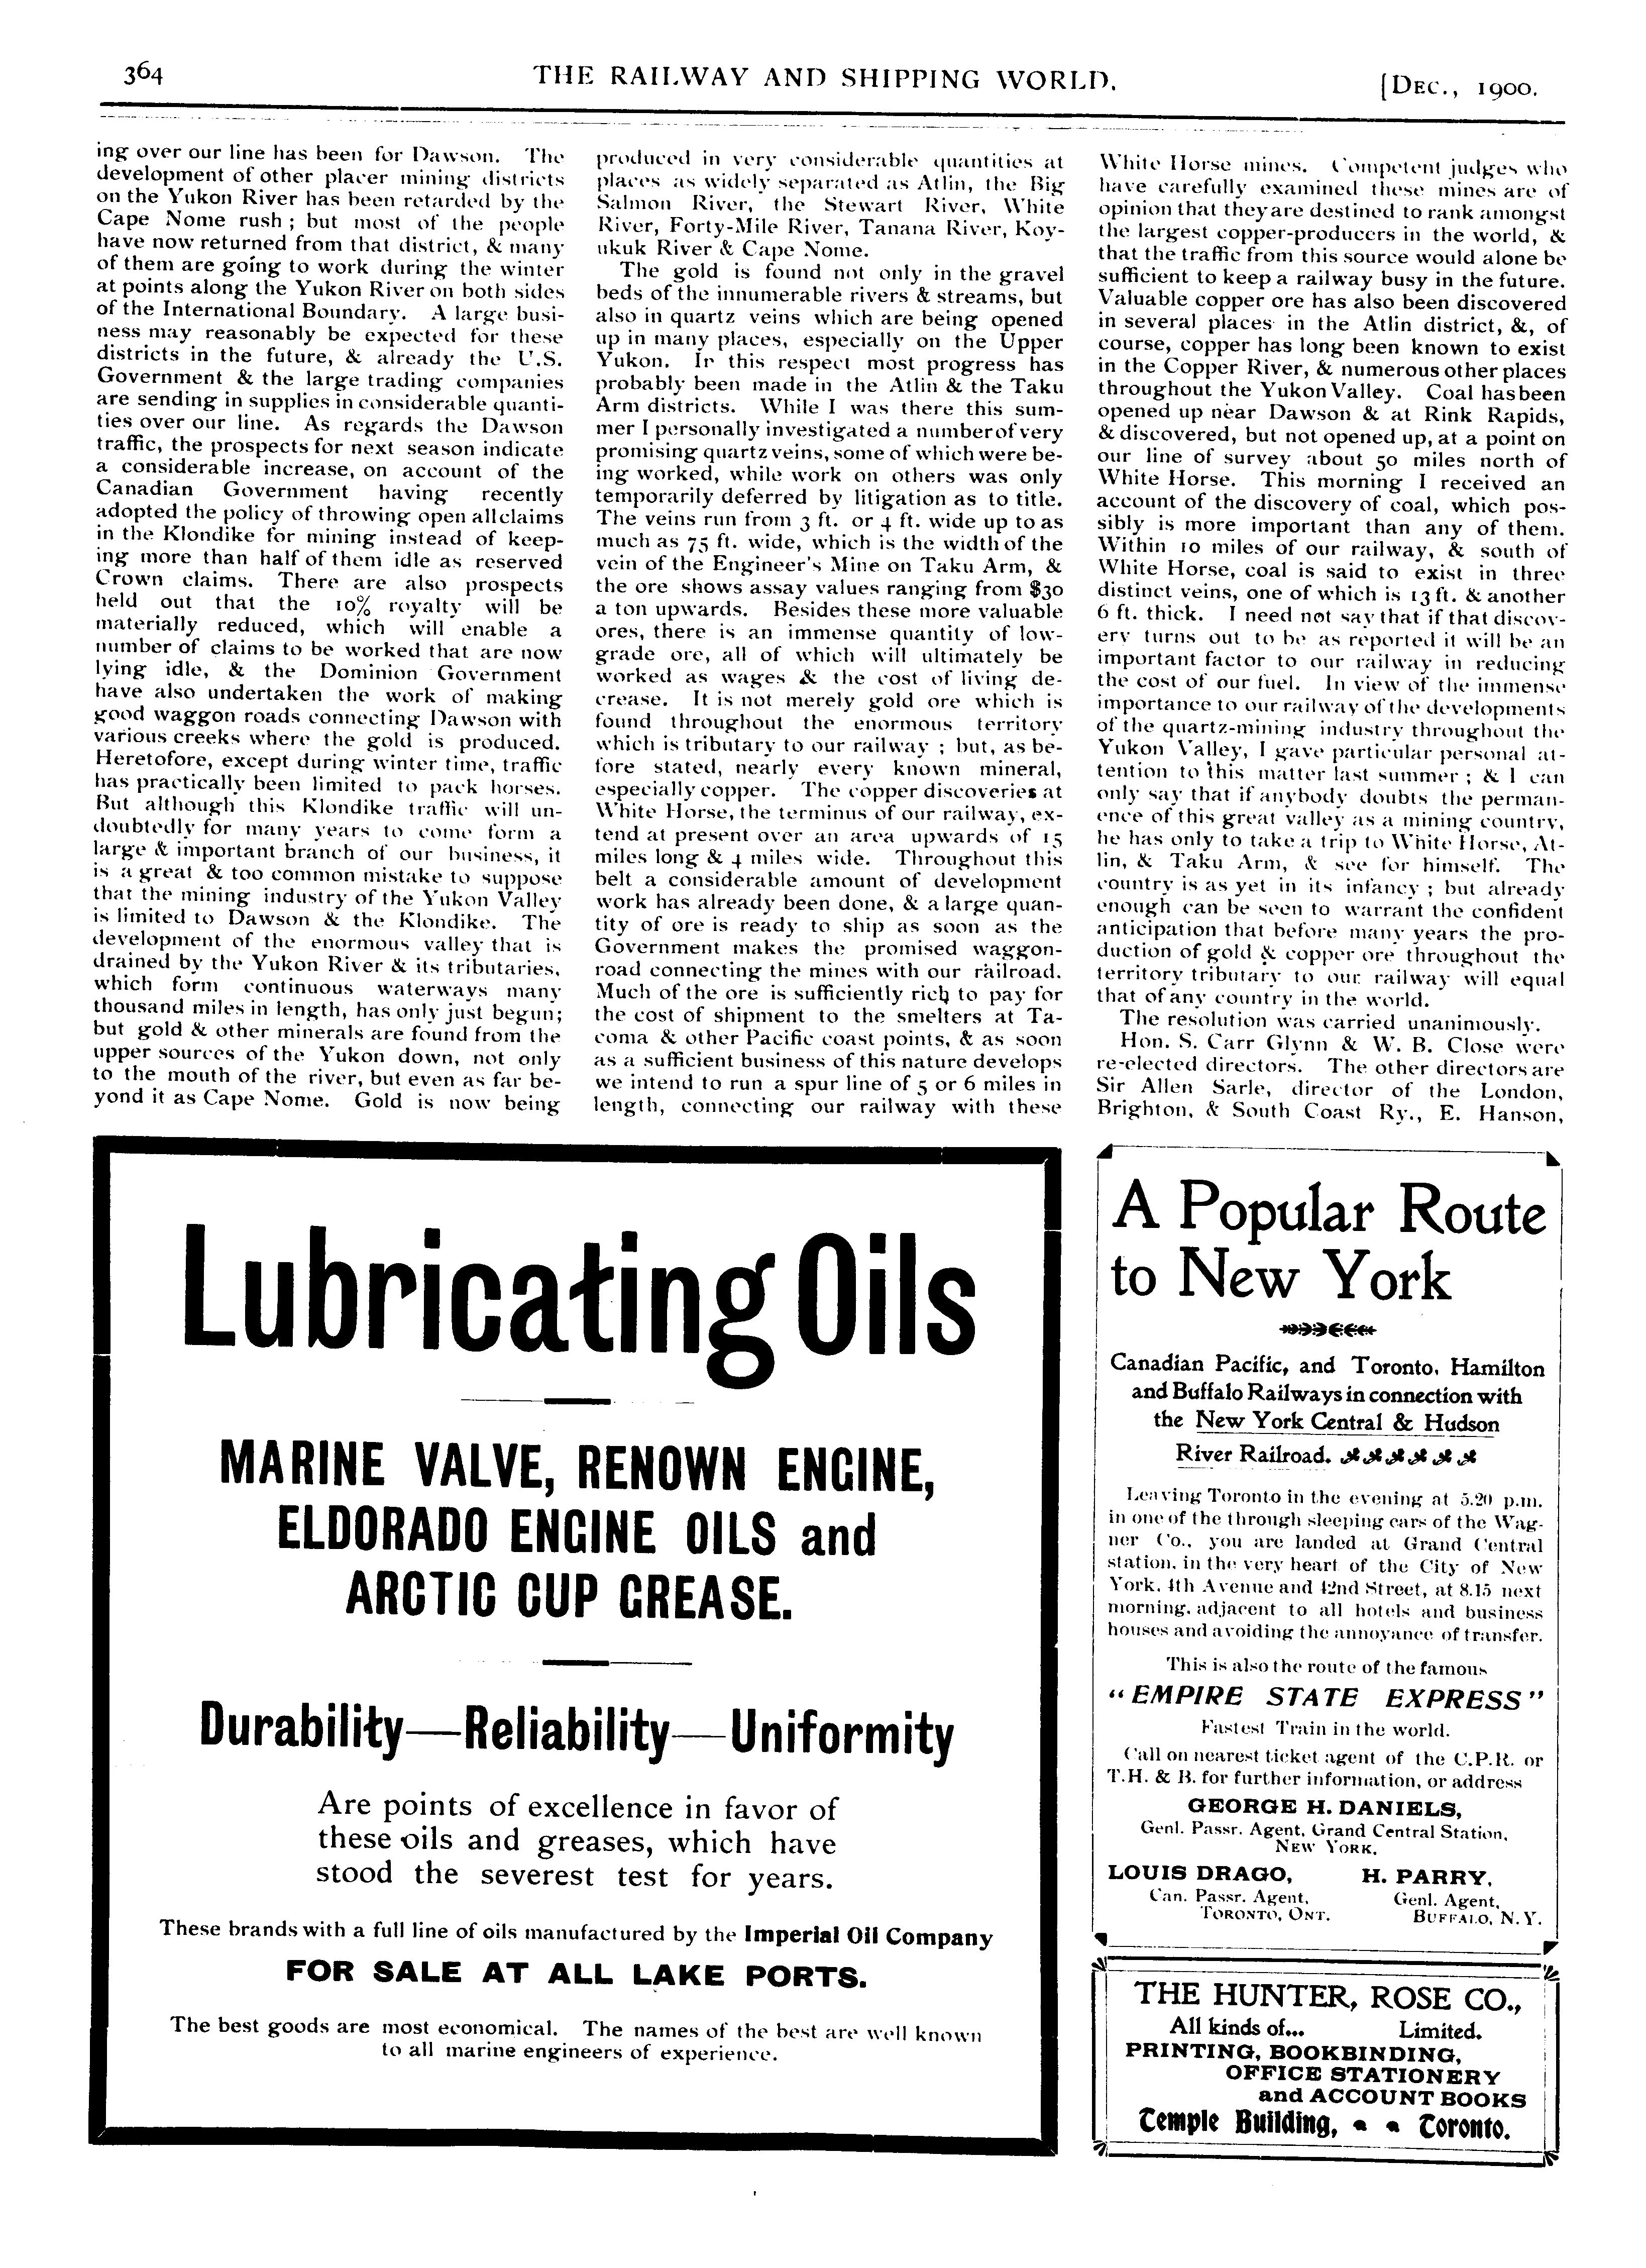 364
THE RAILWAY AND SHIPPING WORLD.
[DEC., 1900.
ing over our line has been for Dawson. The
development of other placer mining districts
on the Yukon River has been retarded by the
Cape Nome rush ; but most of the people
have now returned from that district, & many
of them are going to work during the winter
at points along the Yukon River on both sides
of the International Boundary. A large busi-
ness may reasonably be expected for these
districts in the future, & already the U.S.
Government & the large trading companies
are sending in supplies in considerable quanti-
ties over our line. As regards the Dawson
traffic, the prospects for next season indicate
a considerable increase, on account of the
Canadian Government having recently
adopted the policy of throwing open all claims
in the Klondike for mining instead of keep-
ing more than half of them idle as reserved
Crown claims. There are also prospects
held out that the 10% royalty will be
materially reduced, which will enable a
number of claims to be worked that are now
lying idle, & the Dominion Government
have also undertaken the work of making
good waggon roads connecting Dawson with
various creeks where the gold is produced.
Heretofore, except during winter time, traffic
has practically been limited to pack horses.
But although this Klondike traffic will un-
doubtedly for many years to come form a
large & important branch of our business, it
is a great & too common mistake to suppose
that the mining industry of the Yukon Valley
is limited to Dawson & the Klondike. The
development of the enormous valley that is
drained by the Yukon River & its tributaries,
which form continuous waterways many
thousand miles in length, has only just begun;
but gold & other minerals are found from the
upper sources of the Yukon down, not only
to the mouth of the river, but even as far be-
yond it as Cape Nome. Gold is now being
produced in very considerable quantities at
places as widely separated as Atlin, the Big
Salmon River, the Stewart River, White
River, Forty-Mile River, Tanana River, Koy-
ukuk River & Cape Nome.
The gold is found not only in the gravel
beds of the innumerable rivers & streams, but
also in quartz veins which are being opened
up in many places, especially on the Upper
Yukon. In this respect most progress has
probably been made in the Atlin & the Taku
Arm districts. While I was there this sum-
mer I personally investigated a number of very
promising quartz veins, some of which were be-
ing worked, while work on others was only
temporarily deferred by litigation as to title.
The veins run from 3 ft. or 4 ft. wide up to as
much as 75 ft. wide, which is the width of the
vein of the Engineer's Mine on Taku Arm, &
the ore shows assay values ranging from $30
a ton upwards. Besides these more valuable
ores, there is an immense quantity of low-
grade ore, all of which will ultimately be
worked as wages & the cost of living de-
crease. It is not merely gold ore which is
found throughout the enormous territory
which is tributary to our railway ; but, as be-
fore stated, nearly every known mineral,
especially copper. The copper discoveries at
White Horse, the terminus of our railway, ex-
tend at present over an area upwards of 15
miles long & 4 miles wide. Throughout this
belt a considerable amount of development
work has already been done, & a large quan-
tity of ore is ready to ship as soon as the
Government makes the promised waggon-
road connecting the mines with our railroad.
Much of the ore is sufficiently rich to pay for
the cost of shipment to the smelters at Ta-
coma & other Pacific coast points, & as soon
as a sufficient business of this nature develops
we intend to run a spur line of 5 or 6 miles in
length, connecting our railway with these
White Horse mines. Competent judges who
have carefully examined these mines are of
opinion that they are destined to rank amongst
the largest copper-producers in the world, &
that the traffic from this source would alone be
sufficient to keep a railway busy in the future.
Valuable copper ore has also been discovered
in several places in the Atlin district, &, of
course, copper has long been known to exist
in the Copper River, & numerous other places
throughout the Yukon Valley. Coal has been
opened up near Dawson & at Rink Rapids,
& discovered, but not opened up, at a point on
our line of survey about 50 miles north of
White Horse. This morning I received an
account of the discovery of coal, which pos-
sibly is more important than any of them.
Within 10 miles of our railway, & south of
White Horse, coal is said to exist in three
distinct veins, one of which is 13 ft. & another
6 ft. thick. I need not say that if that discov-
ery turns out to be as reported it will be an
important factor to our railway in reducing
the cost of our fuel. In view of the immense
importance to our railway of the developments
of the quartz-mining industry throughout the
Yukon Valley, I gave particular personal at-
tention to this matter last summer ; & I can
only say that if anybody doubts the perman-
ence of this great valley as a mining country,
he has only to take a trip to White Horse, At-
lin, & Taku Arm, & see for himself. The
country is as yet in its infancy ; but already
enough can be seen to warrant the confident
anticipation that before many years the pro-
duction of gold & copper ore throughout the
territory tributary to our railway will equal
that of any country in the world.
The resolution was carried unanimously.
Hon. S. Carr Glynn & W. B. Close were
re-elected directors. The other directors are
Sir Allen Sarle, director of the London,
Brighton, & South Coast Ry., E. Hanson,
Lubricating Oils
MARINE VALVE, RENOWN ENGINE,
ELDORADO ENGINE OILS and
ARCTIC CUP GREASE.
Durability—Reliability—Uniformity
Are points of excellence in favor of
these oils and greases, which have
stood the severest test for years.
These brands with a full line of oils manufactured by the Imperial Oil Company
FOR SALE AT ALL LAKE PORTS.
The best goods are most economical. The names of the best are well known
to all marine engineers of experience.
A Popular Route
to New York
Canadian Pacific, and Toronto, Hamilton
and Buffalo Railways in connection with
the New York Central & Hudson
River Railroad.
Leaving Toronto in the evening at 5.20 p.m.
in one of the through sleeping cars of the Wag-
ner Co., you are landed at Grand Central
station, in the very heart of the City of New
York, 4th Avenue and 42nd Street, at 8.15 next
morning, adjacent to all hotels and business
houses and avoiding the annoyance of transfer.
This is also the route of the famous
"EMPIRE STATE EXPRESS"
Fastest Train in the world.
Call on nearest ticket agent of the C.P.R. or
T.H. & B. for further information, or address
GEORGE H. DANIELS,
Genl. Passr. Agent, Grand Central Station,
NEW YORK.
LOUIS DRAGO, H. PARRY,
Can. Passr. Agent, Genl. Agent,
TORONTO, ONT. BUFFALO, N.Y.
THE HUNTER, ROSE CO.,
All kinds of... Limited.
PRINTING, BOOKBINDING,
OFFICE STATIONERY
and ACCOUNT BOOKS
Temple Building, Toronto.